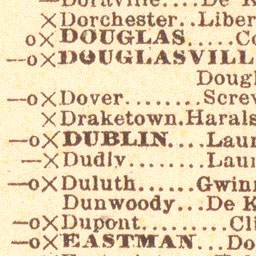 Doraville.....De K
×Dorchester..Liber
o×DOUGLAS.....Co
—o×DOUGLASVILL
Dougl
—o×Dover........Screv
×Draketown.Harals
—o×DUBLIN....Laur
—×Dudly.......Laur
—o×Duluth......Gwinn
Dunwoody...De K
—o×Dupont........Cli
—o×EASTMAN...Do